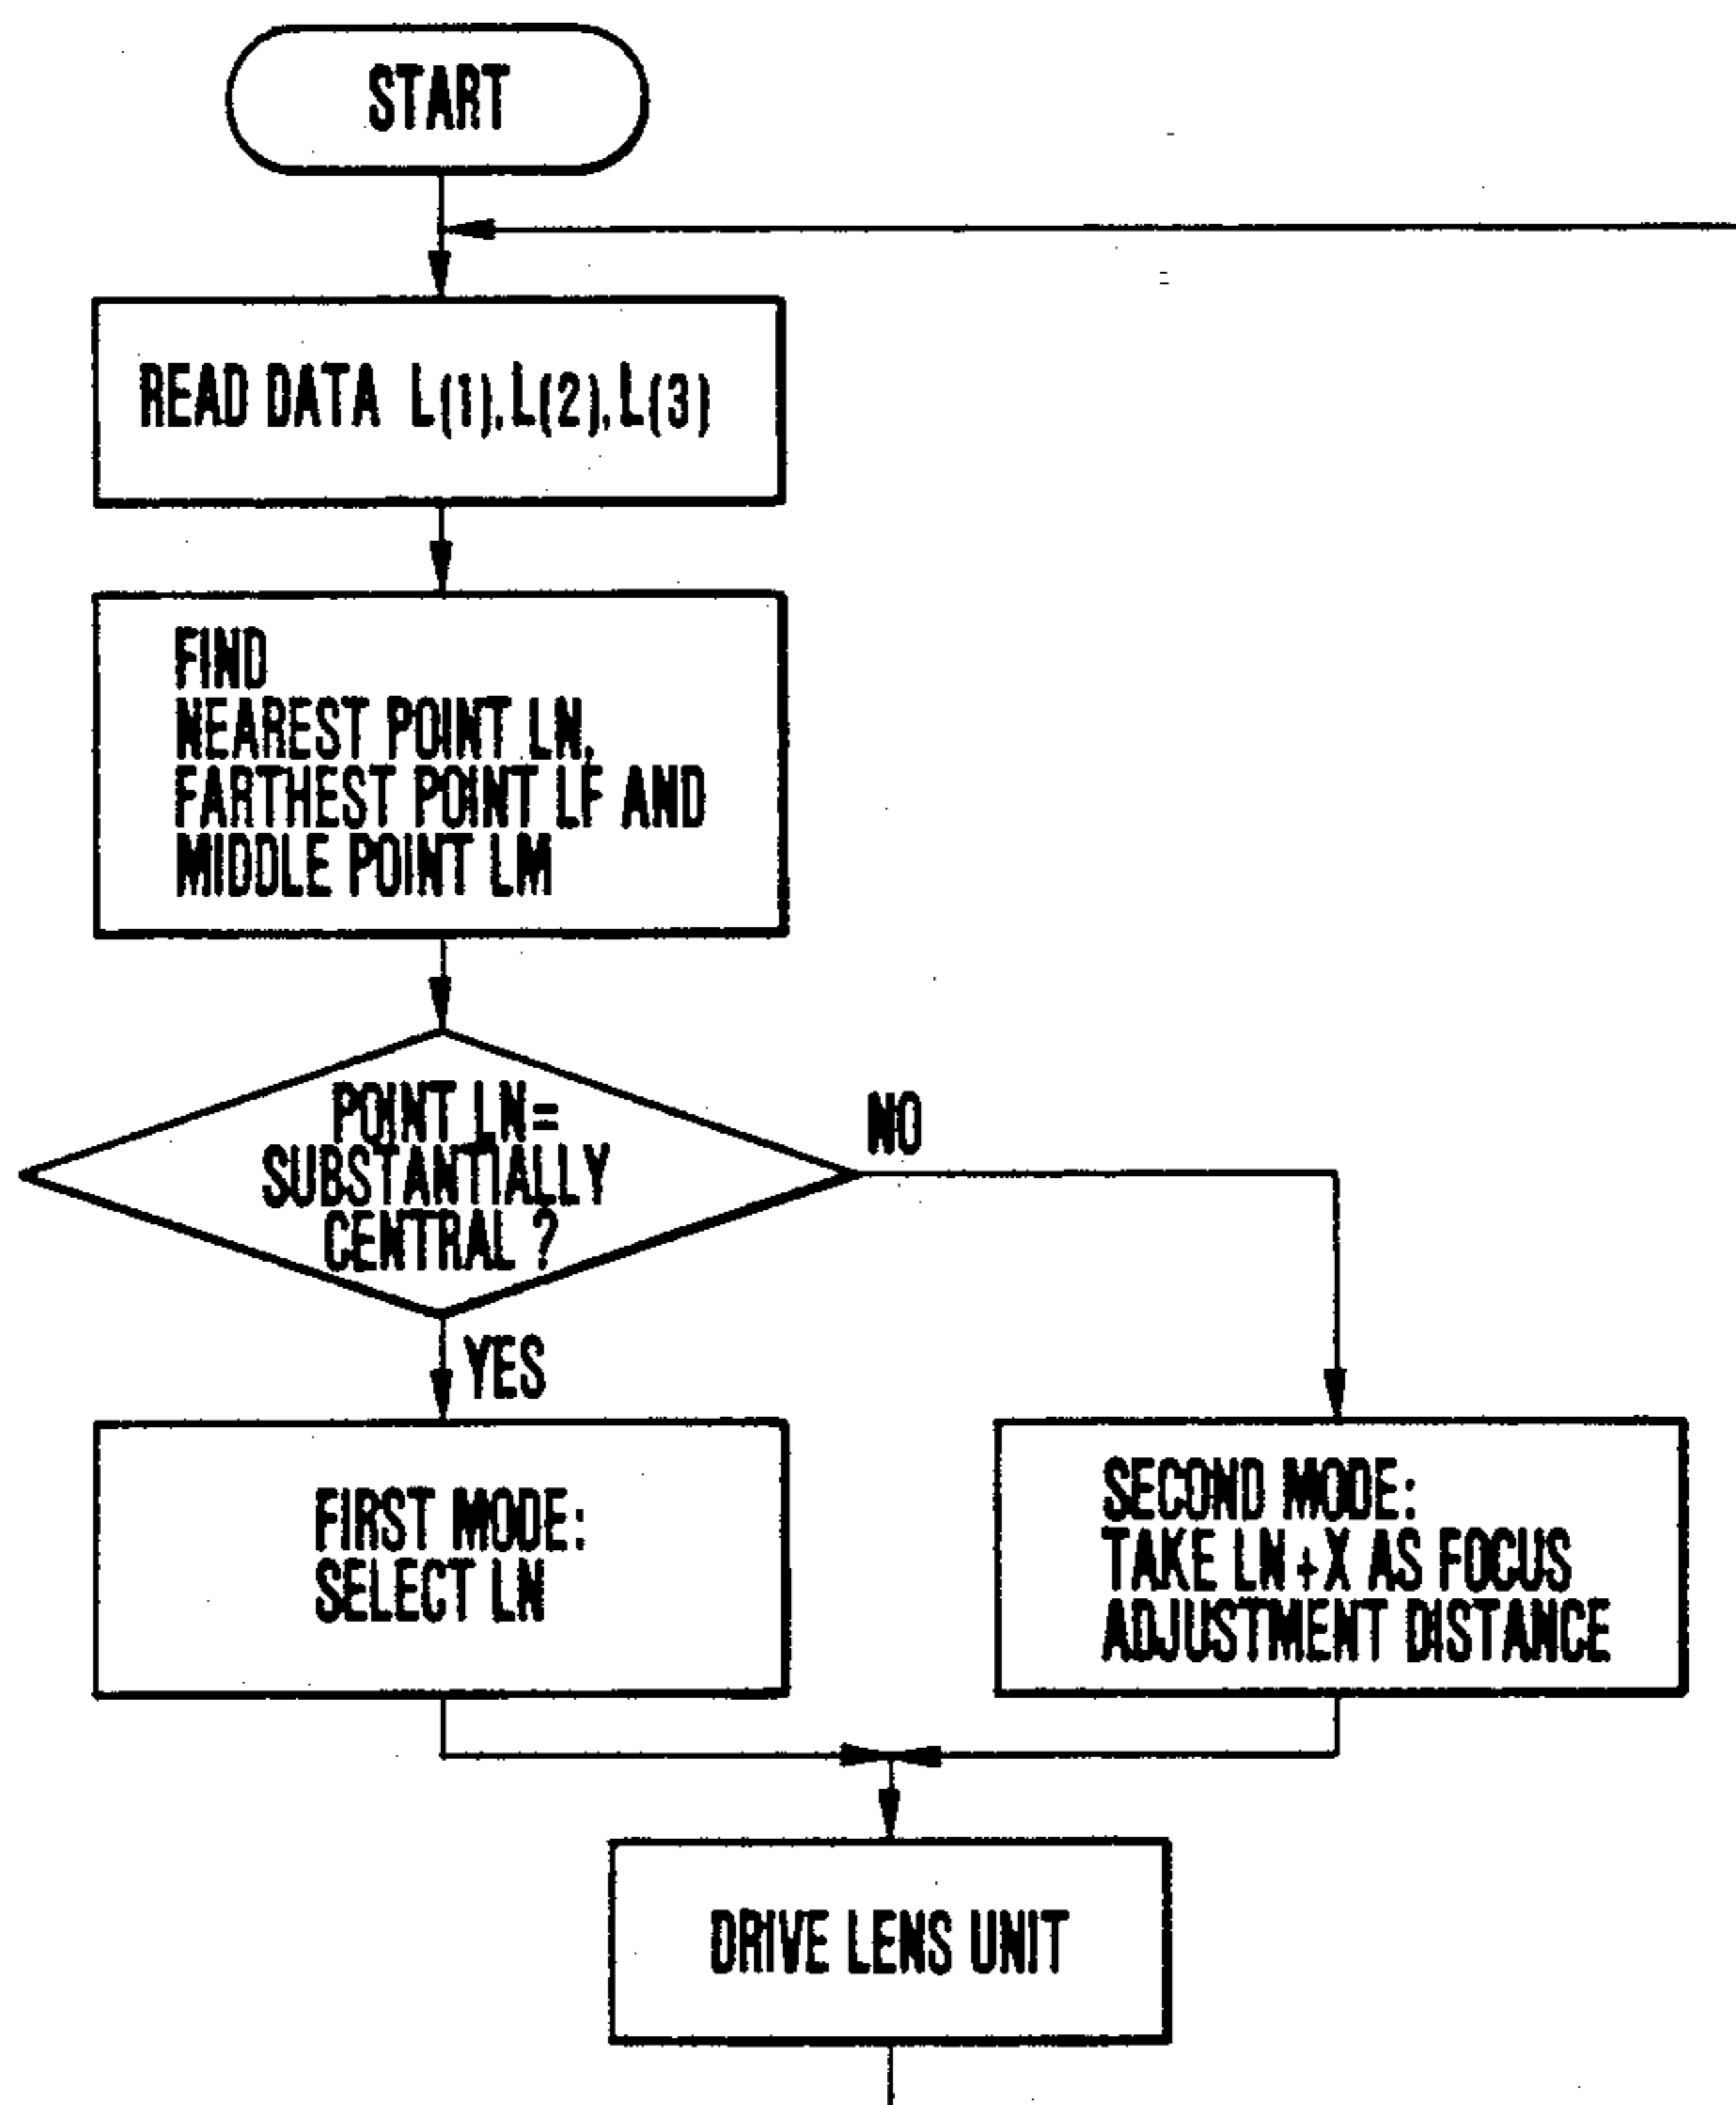 START
READ DATA L(1), L(2), L(3)
FIND
NEAREST POINT LN,
FARTHEST POINT LF AND
MIDDLE POINT LM
POINT LN=
SUBSTANTIALLY
CENTRAL ?
NO
YES
FIRST MODE:
SELECT LN
SECOND MODE:
TAKE LN+X AS FOCUS
ADJUSTMENT DISTANCE
DRIVE LENS UNIT